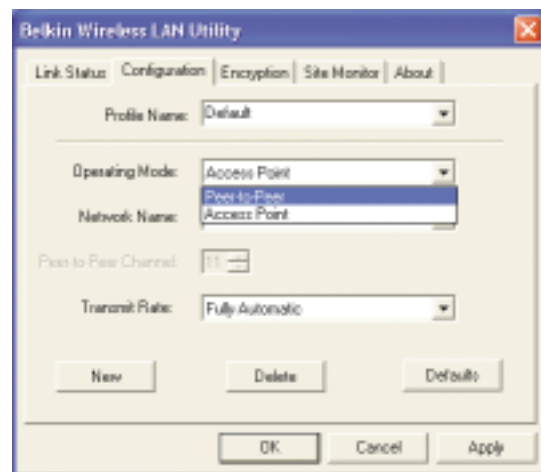 Belkin Wireless LAN Utility
Link Status Configuration Encryption Site Monitor About
Profile Name: Default
Operating Mode: Access Point
Peer-to-Peer
Network Name: Access Point
Peer-to-Peer Channel: 11
Transmit Rate: Fully Automatic
New Delete Defaults
OK Cancel Apply